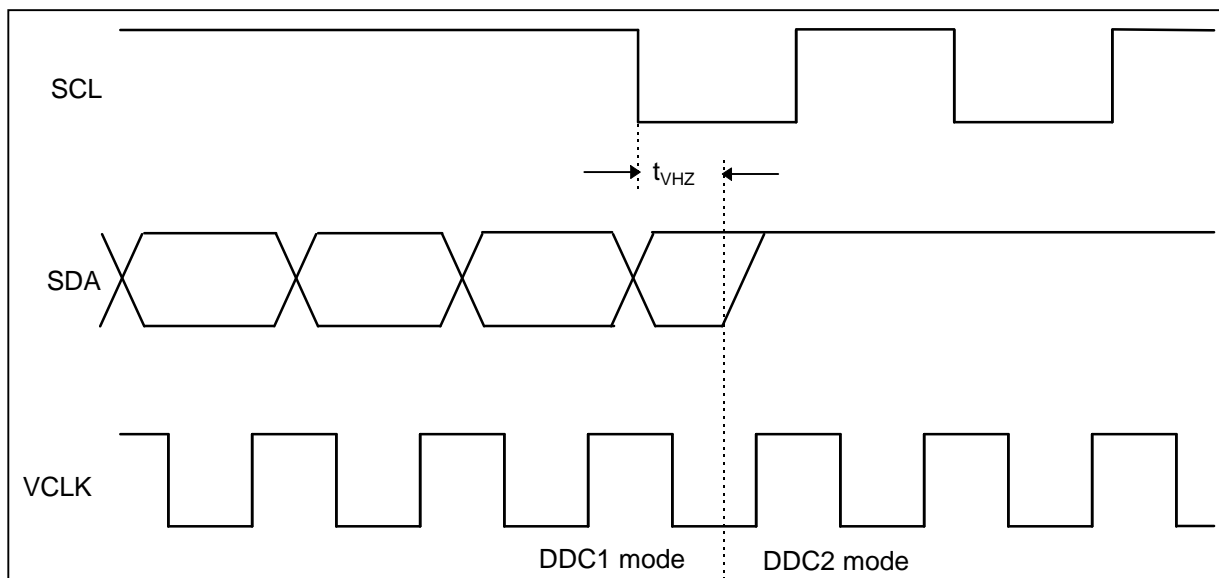 SCL
tVHZ
SDA
VCLK
DDC1 mode
DDC2 mode